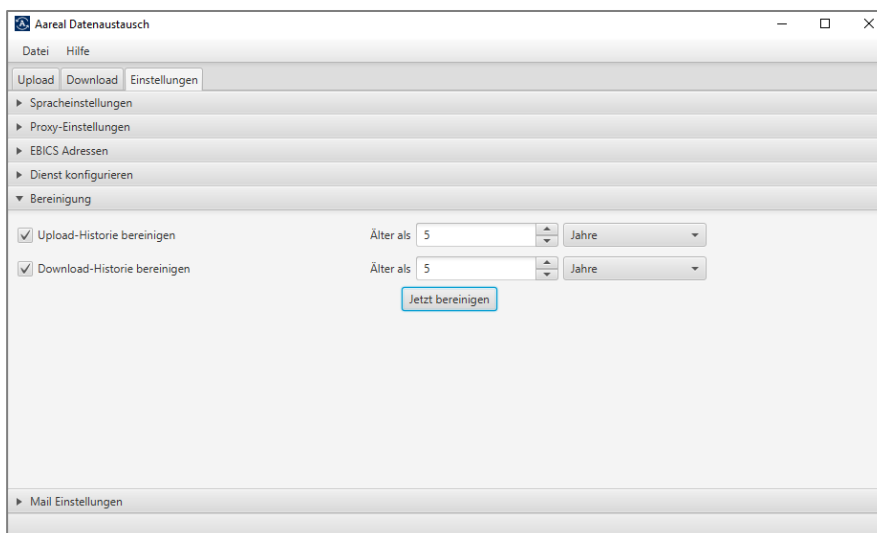 Aareal Datenaustausch
Datei Hilfe
Upload Download Einstellungen
Spracheinstellungen
Proxy-Einstellungen
EBICS Adressen
Dienst konfigurieren
Bereinigung
Upload-Historie bereinigen Älter als 5 Jahre
Download-Historie bereinigen Älter als 5 Jahre
Jetzt bereinigen
Mail Einstellungen